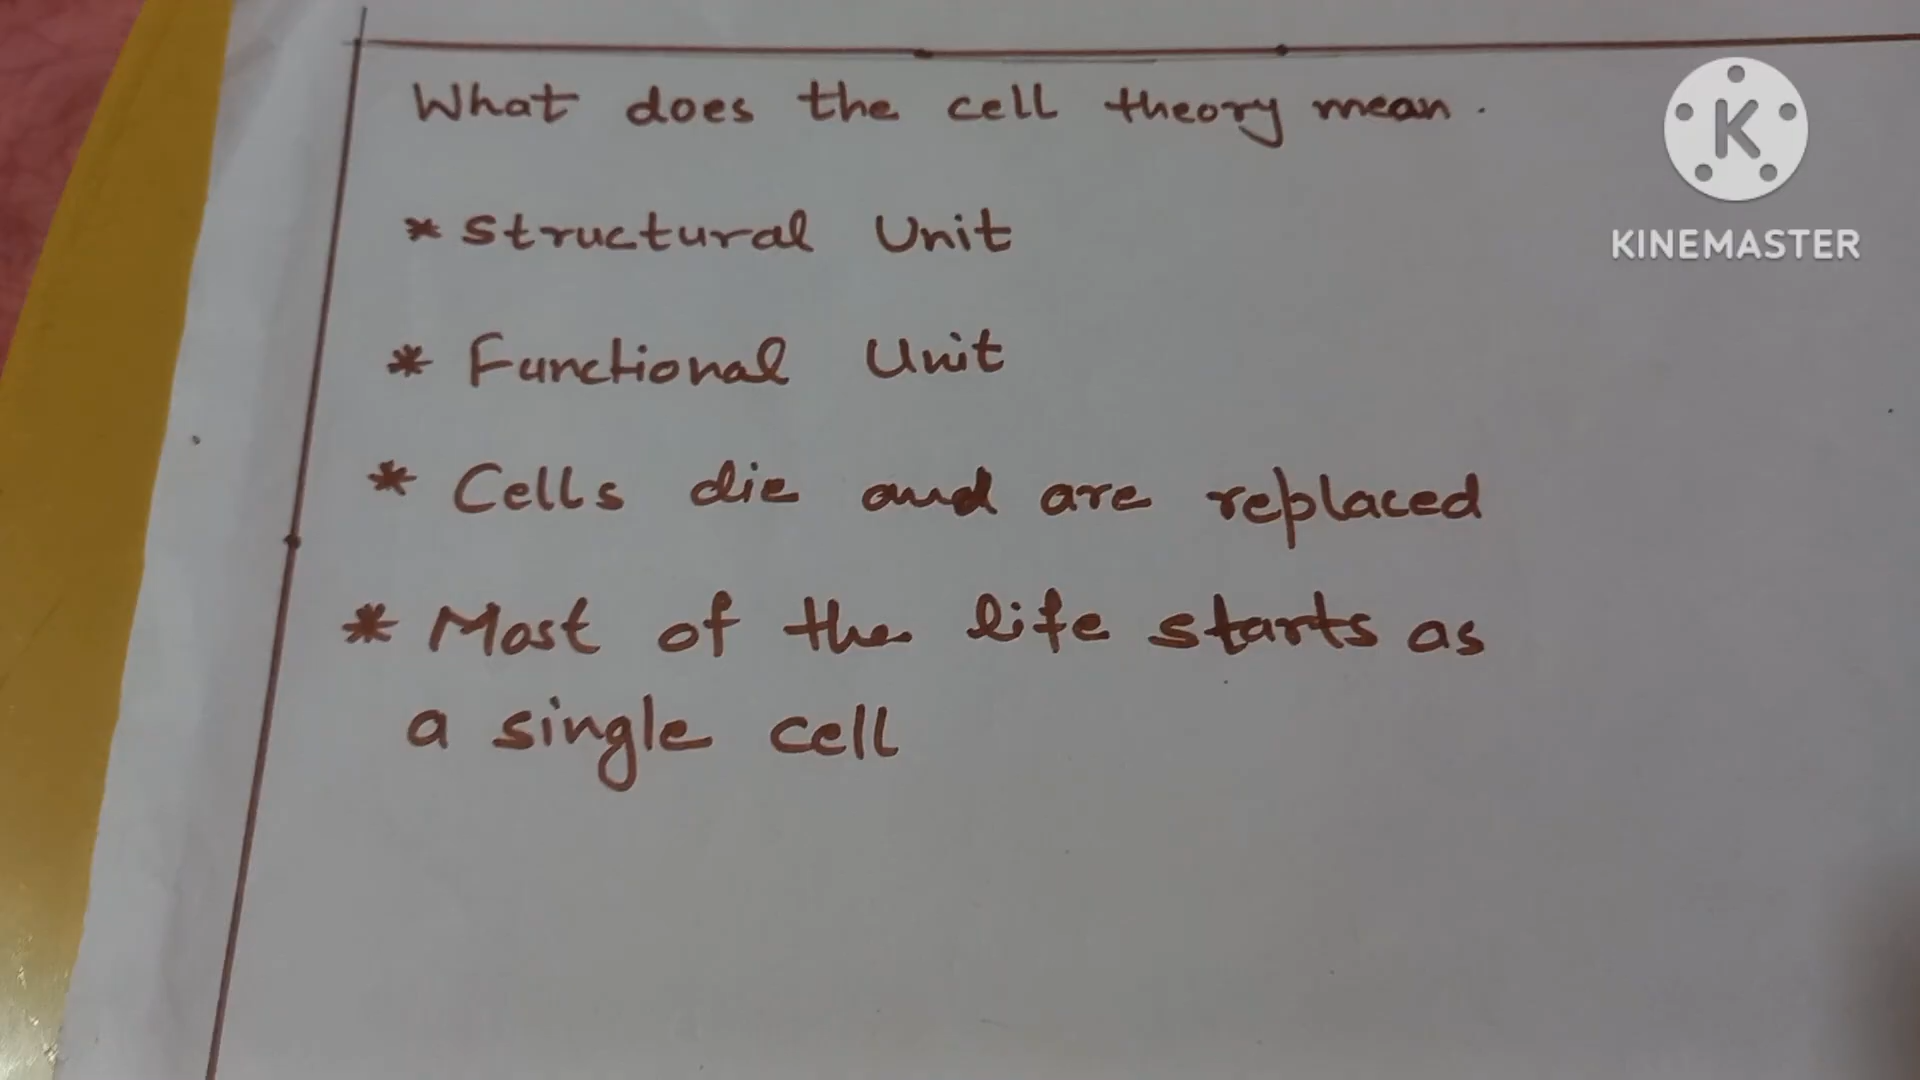 What does the cell theory mean.
* Structural Unit
* Functional Unit
* Cells die and are replaced
* Most of the life starts as
a single cell
K
KINEMASTER